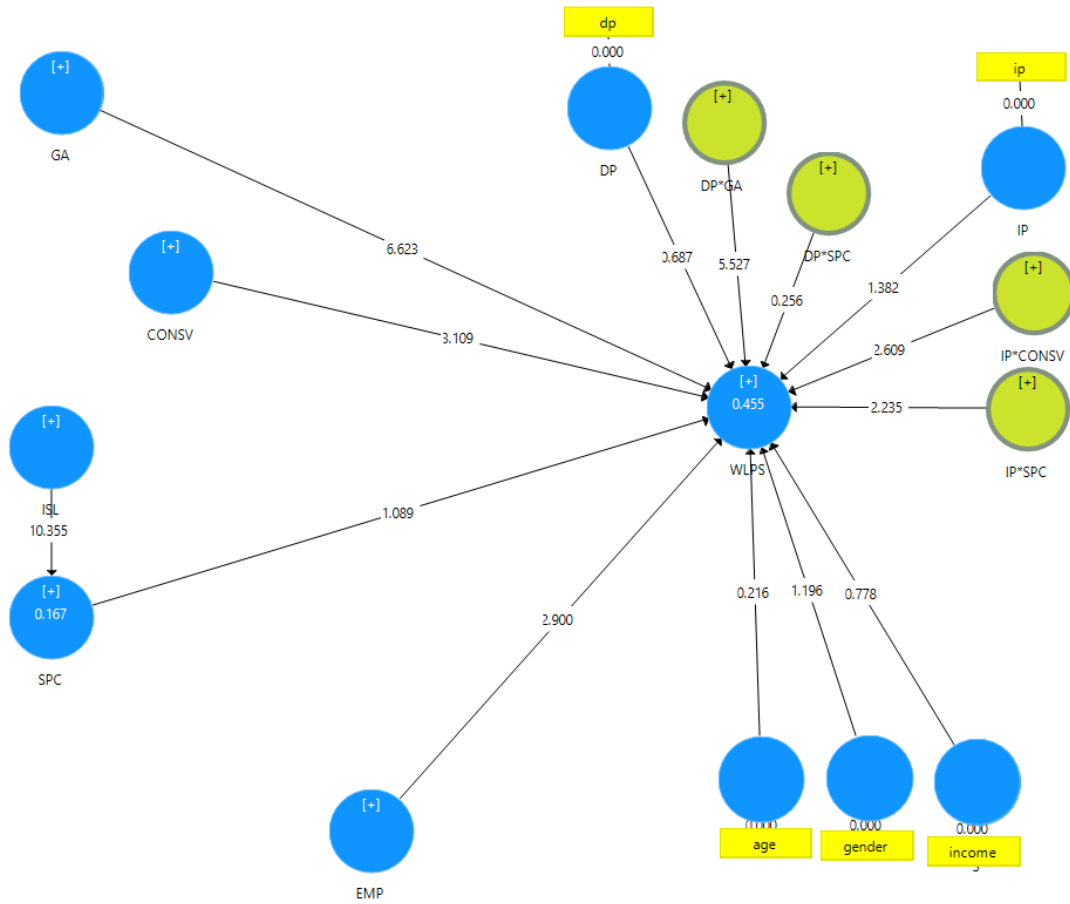 dp
0.000
[+]
GA
DP
[+]
DP*GA
[+]
DP*SPC
ip
0.000
IP
[+]
CONSV
6.623
5.527
0.256
1.382
3.109
2.609
[+]
IP*CONSV
[+]
0.455
WLPS
2.235
[+]
IP*SPC
[+]
ISL
10.355
[+]
0.167
SPC
1.089
2.900
0.216
1.196
0.778
[+]
EMP
0.000
age
0.000
gender
0.000
income